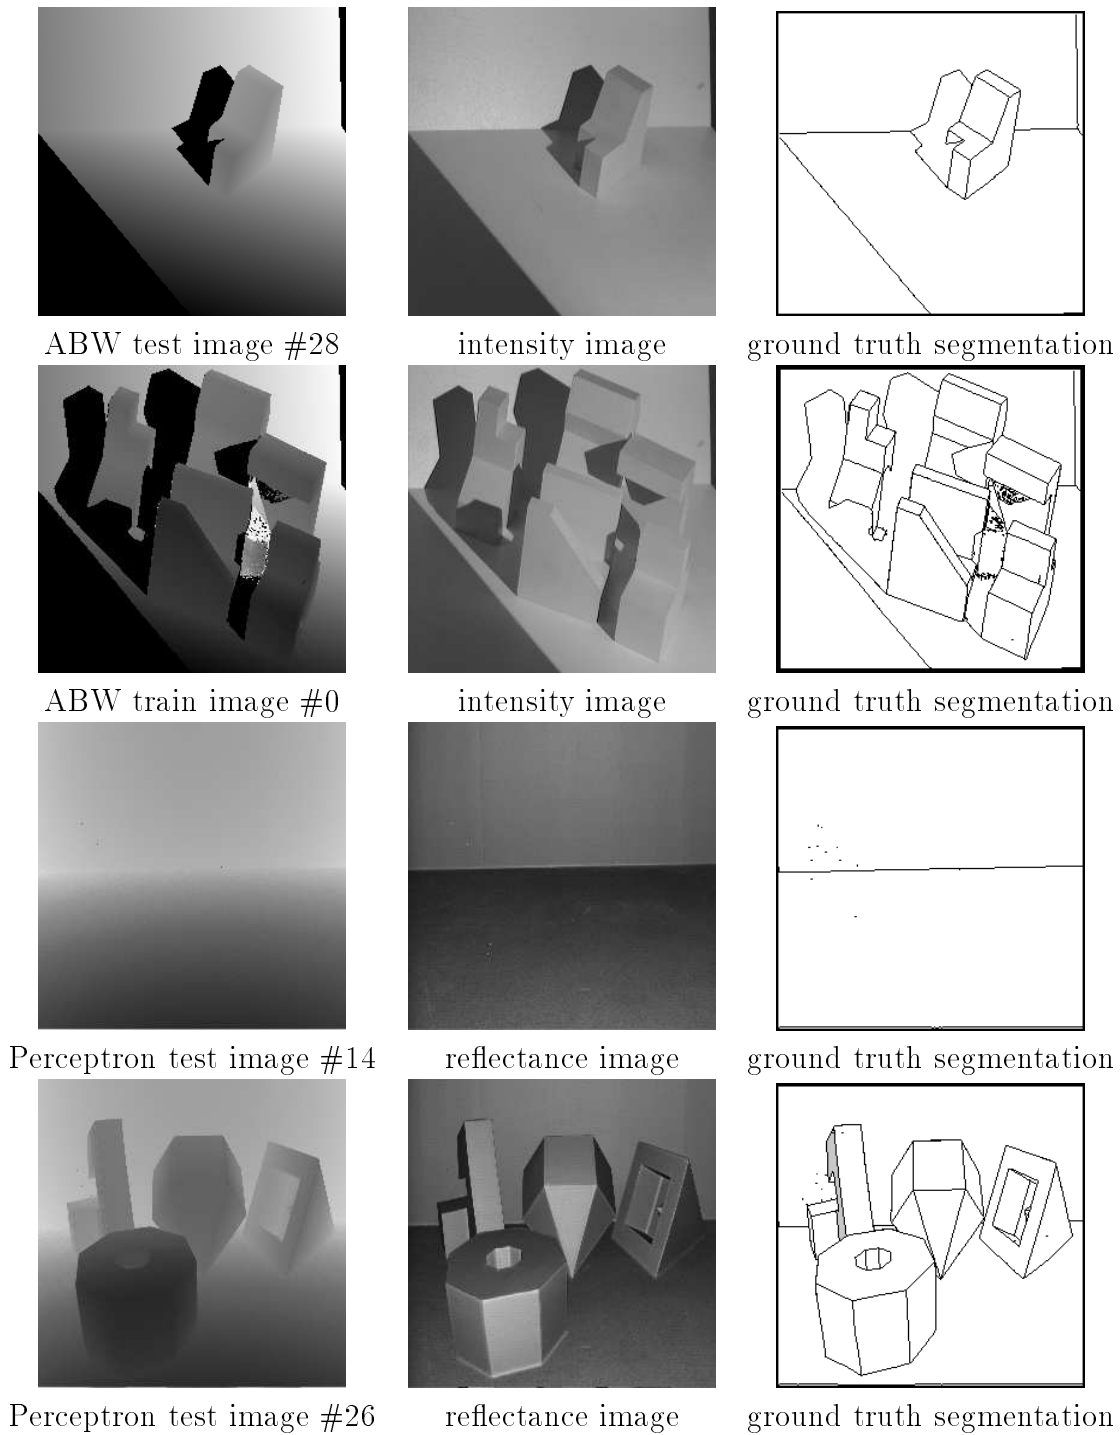 ABW test image #28 intensity image ground truth segmentation
ABW train image #0 intensity image ground truth segmentation
Perceptron test image #14 reflectance image ground truth segmentation
Perceptron test image #26 reflectance image ground truth segmentation